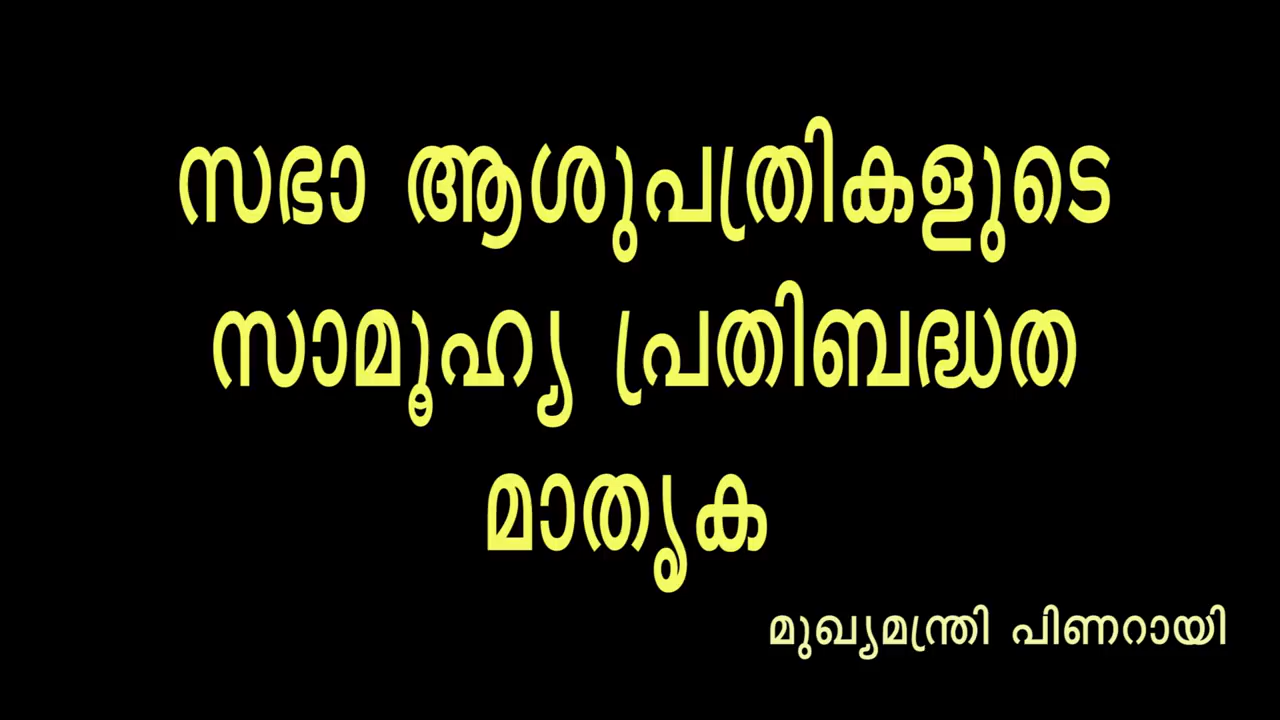 സഭാ ആശുപത്രികളുടെ
സാമൂഹ്യ പ്രതിബദ്ധത
മാതൃക
മുഖ്യമന്ത്രി പിണറായി